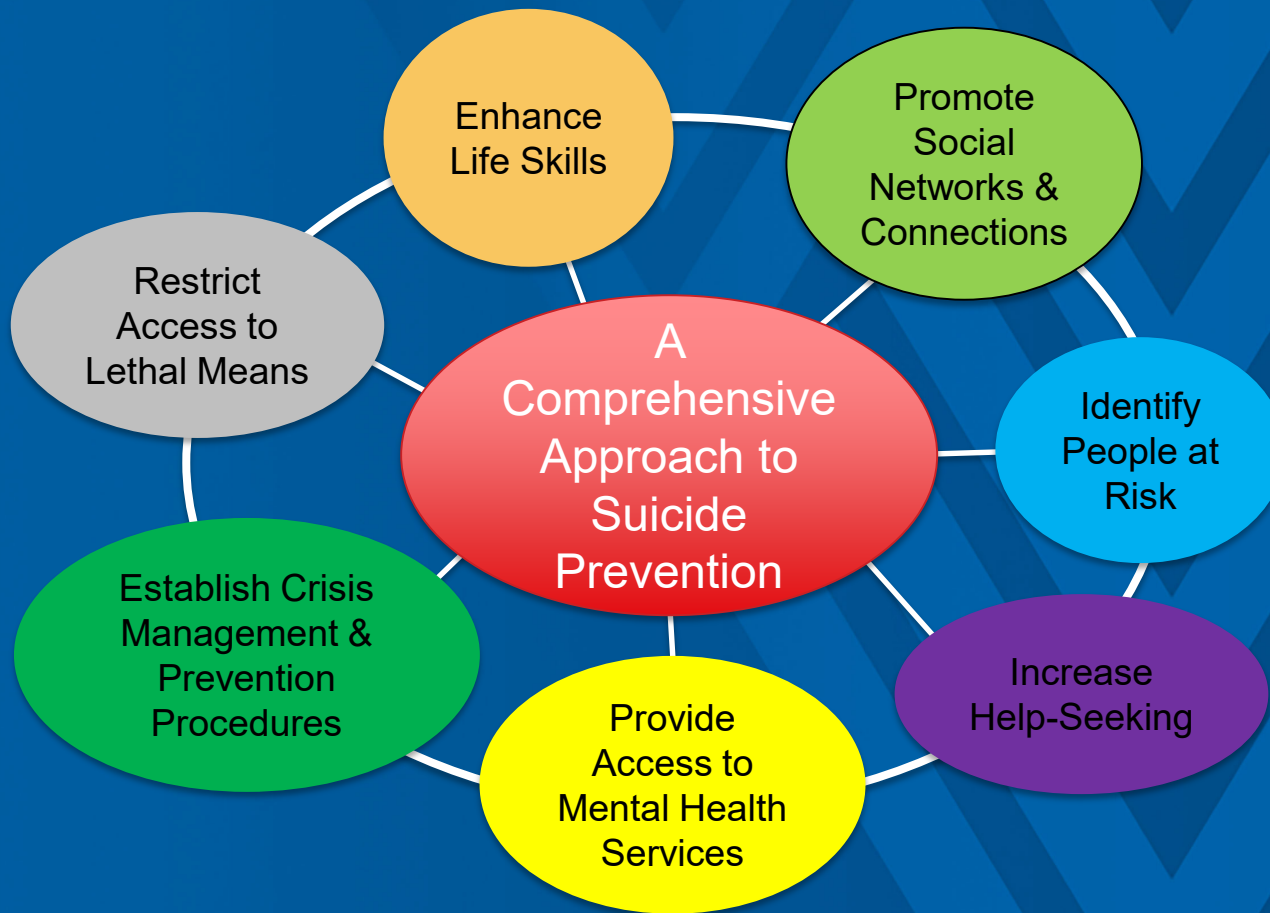 Enhance
Life Skills
Promote
Social
Networks &
Connections
Restrict
Access to
Lethal Means
A
Comprehensive
Approach to
Suicide
Prevention
Identify
People at
Risk
Establish Crisis
Management &
Prevention
Procedures
Increase
Help-Seeking
Provide
Access to
Mental Health
Services